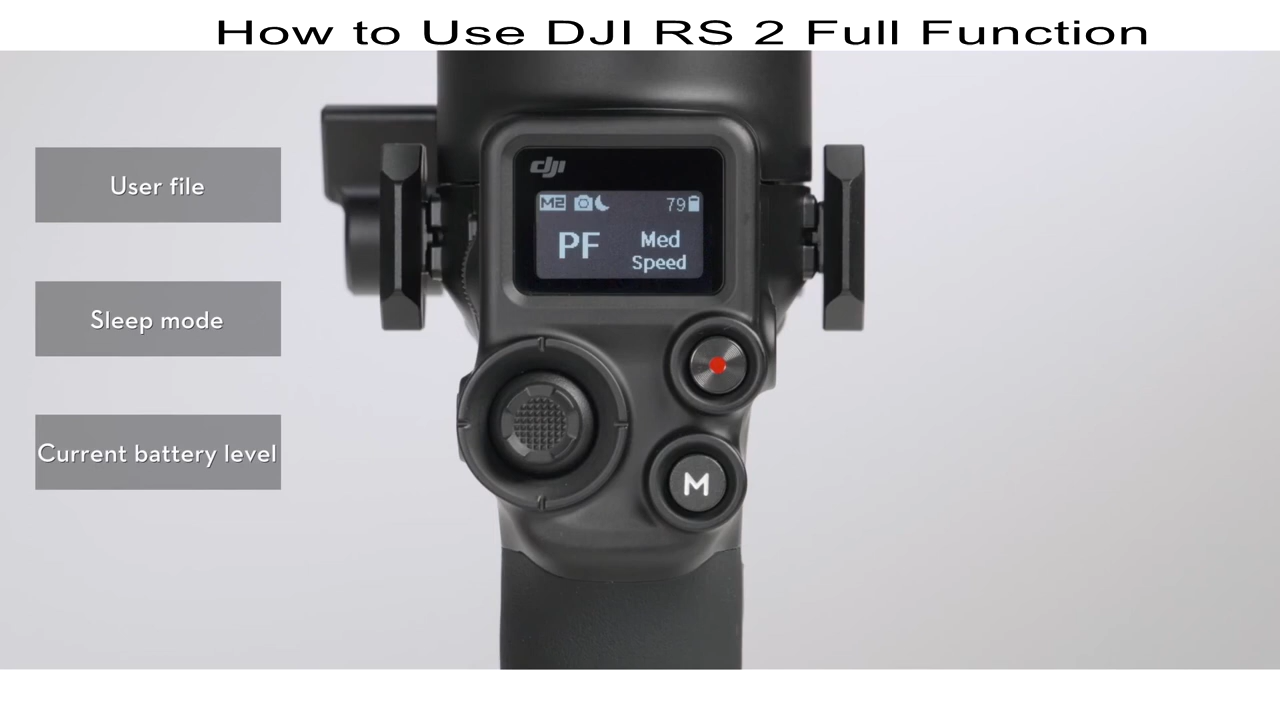 How to Use DJI RS 2 Full Function
User file
Sleep mode
Current battery level
dji
M2 79
PF Med
Speed
M